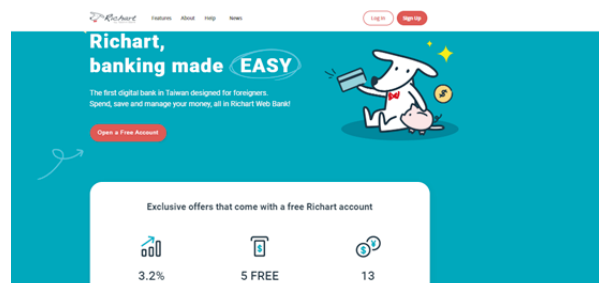 Richart
Features About Help News
Log In Sign Up
Richart,
banking made EASY
The first digital bank in Taiwan designed for foreigners.
Spend, save and manage your money, all in Richart Web Bank!
Open a Free Account
Exclusive offers that come with a free Richart account
$
$ ¥
$
3.2% 5 FREE 13